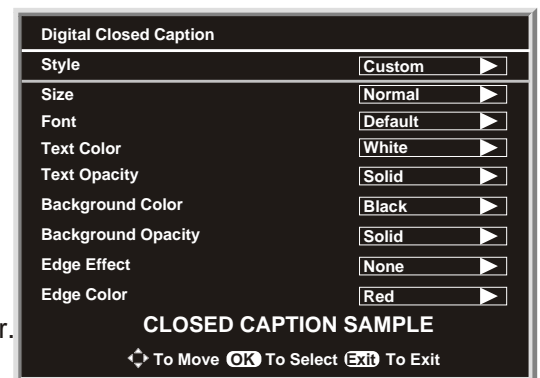 Digital Closed Caption
Style Custom
Size Normal
Font Default
Text Color White
Text Opacity Solid
Background Color Black
Background Opacity Solid
Edge Effect None
Edge Color Red
r.
CLOSED CAPTION SAMPLE
To Move OK To Select Exit To Exit